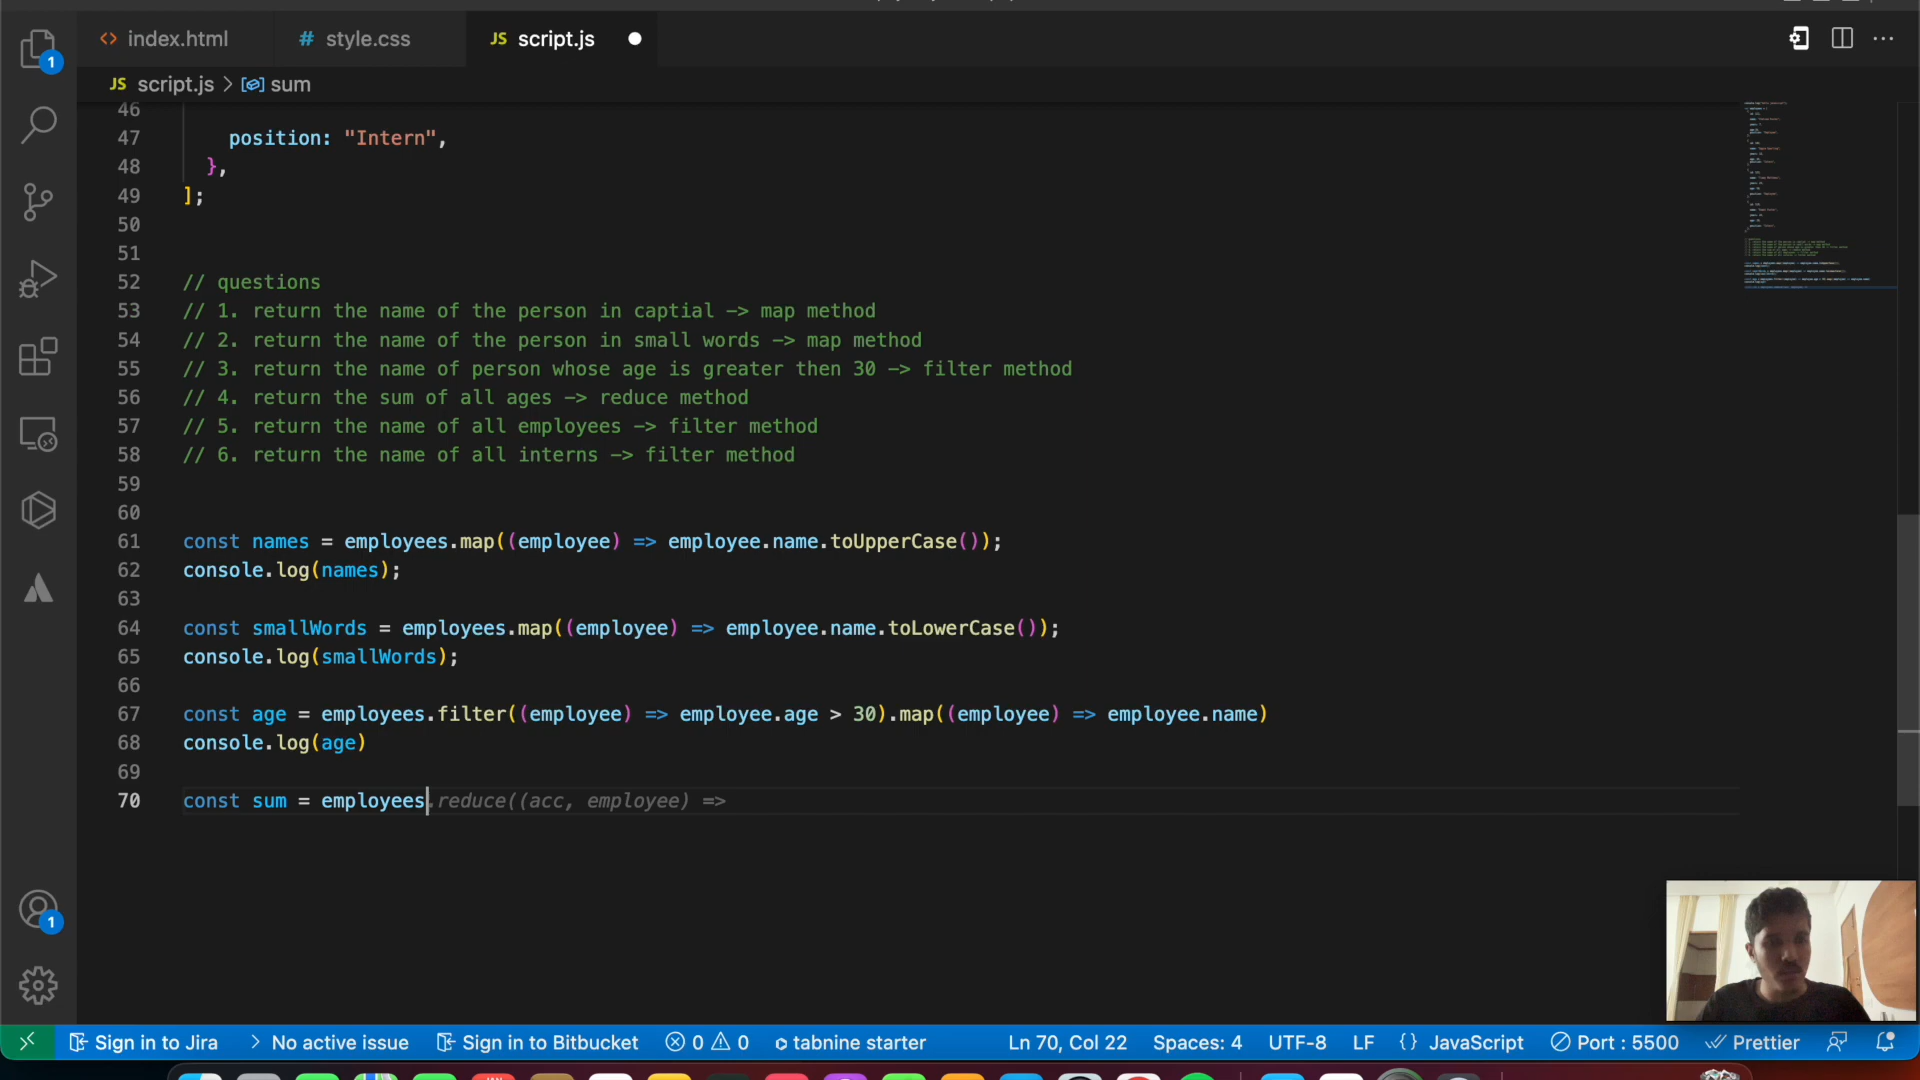 index.html
# style.css
JS script.js
JS script.js > sum
46
47 position: "Intern",
48 },
49 ];
50
51
52 // questions
53 // 1. return the name of the person in captial -> map method
54 // 2. return the name of the person in small words -> map method
55 // 3. return the name of person whose age is greater then 30 -> filter method
56 // 4. return the sum of all ages -> reduce method
57 // 5. return the name of all employees -> filter method
58 // 6. return the name of all interns -> filter method
59
60
61 const names = employees.map((employee) => employee.name.toUpperCase());
62 console.log(names);
63
64 const smallWords = employees.map((employee) => employee.name.toLowerCase());
65 console.log(smallWords);
66
67 const age = employees.filter((employee) => employee.age > 30).map((employee) => employee.name)
68 console.log(age)
69
70 const sum = employees.reduce((acc, employee) =>
1
1
Sign in to Jira > No active issue Sign in to Bitbucket 0 0 tabnine starter Ln 70, Col 22 Spaces: 4 UTF-8 LF {} JavaScript Port : 5500 Prettier